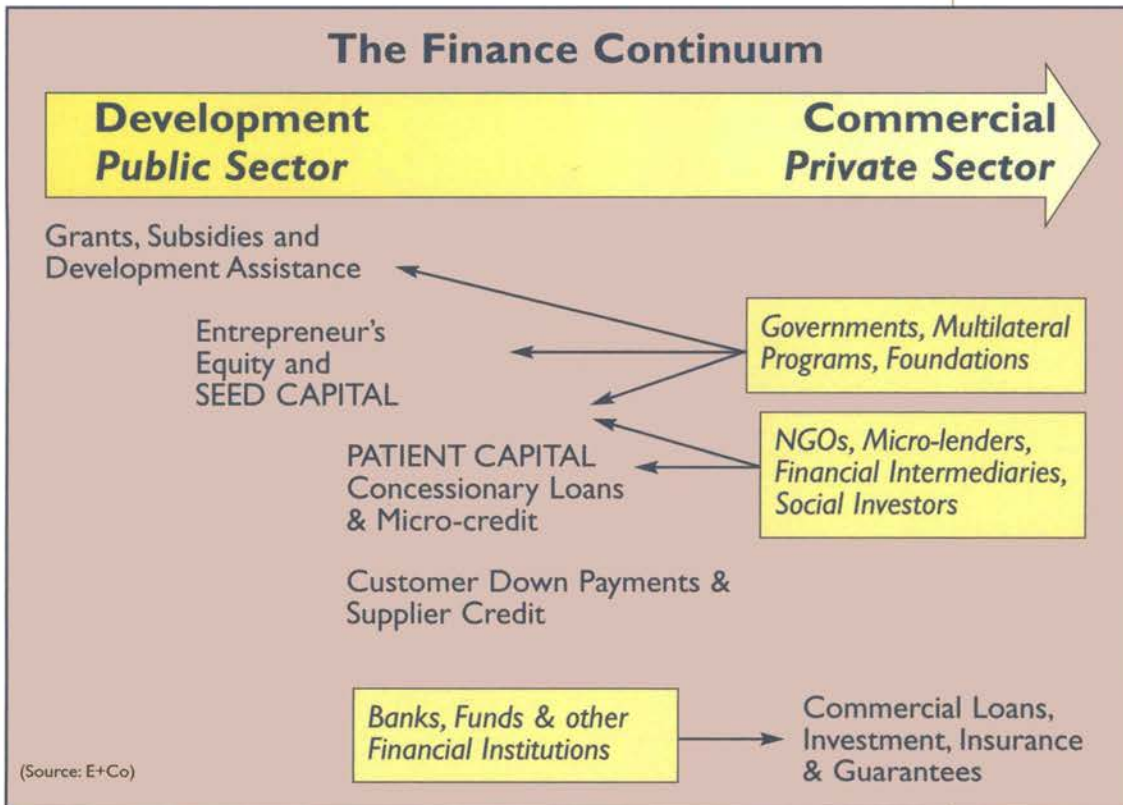 The Finance Continuum
Development
Public Sector
Commercial
Private Sector
Grants, Subsidies and
Development Assistance
Entrepreneur's
Equity and
SEED CAPITAL
Governments, Multilateral
Programs, Foundations
PATIENT CAPITAL
Concessionary Loans
& Micro-credit
NGOs, Micro-lenders,
Financial Intermediaries,
Social Investors
Customer Down Payments &
Supplier Credit
Banks, Funds & other
Financial Institutions
Commercial Loans,
Investment, Insurance
& Guarantees
(Source: E+Co)